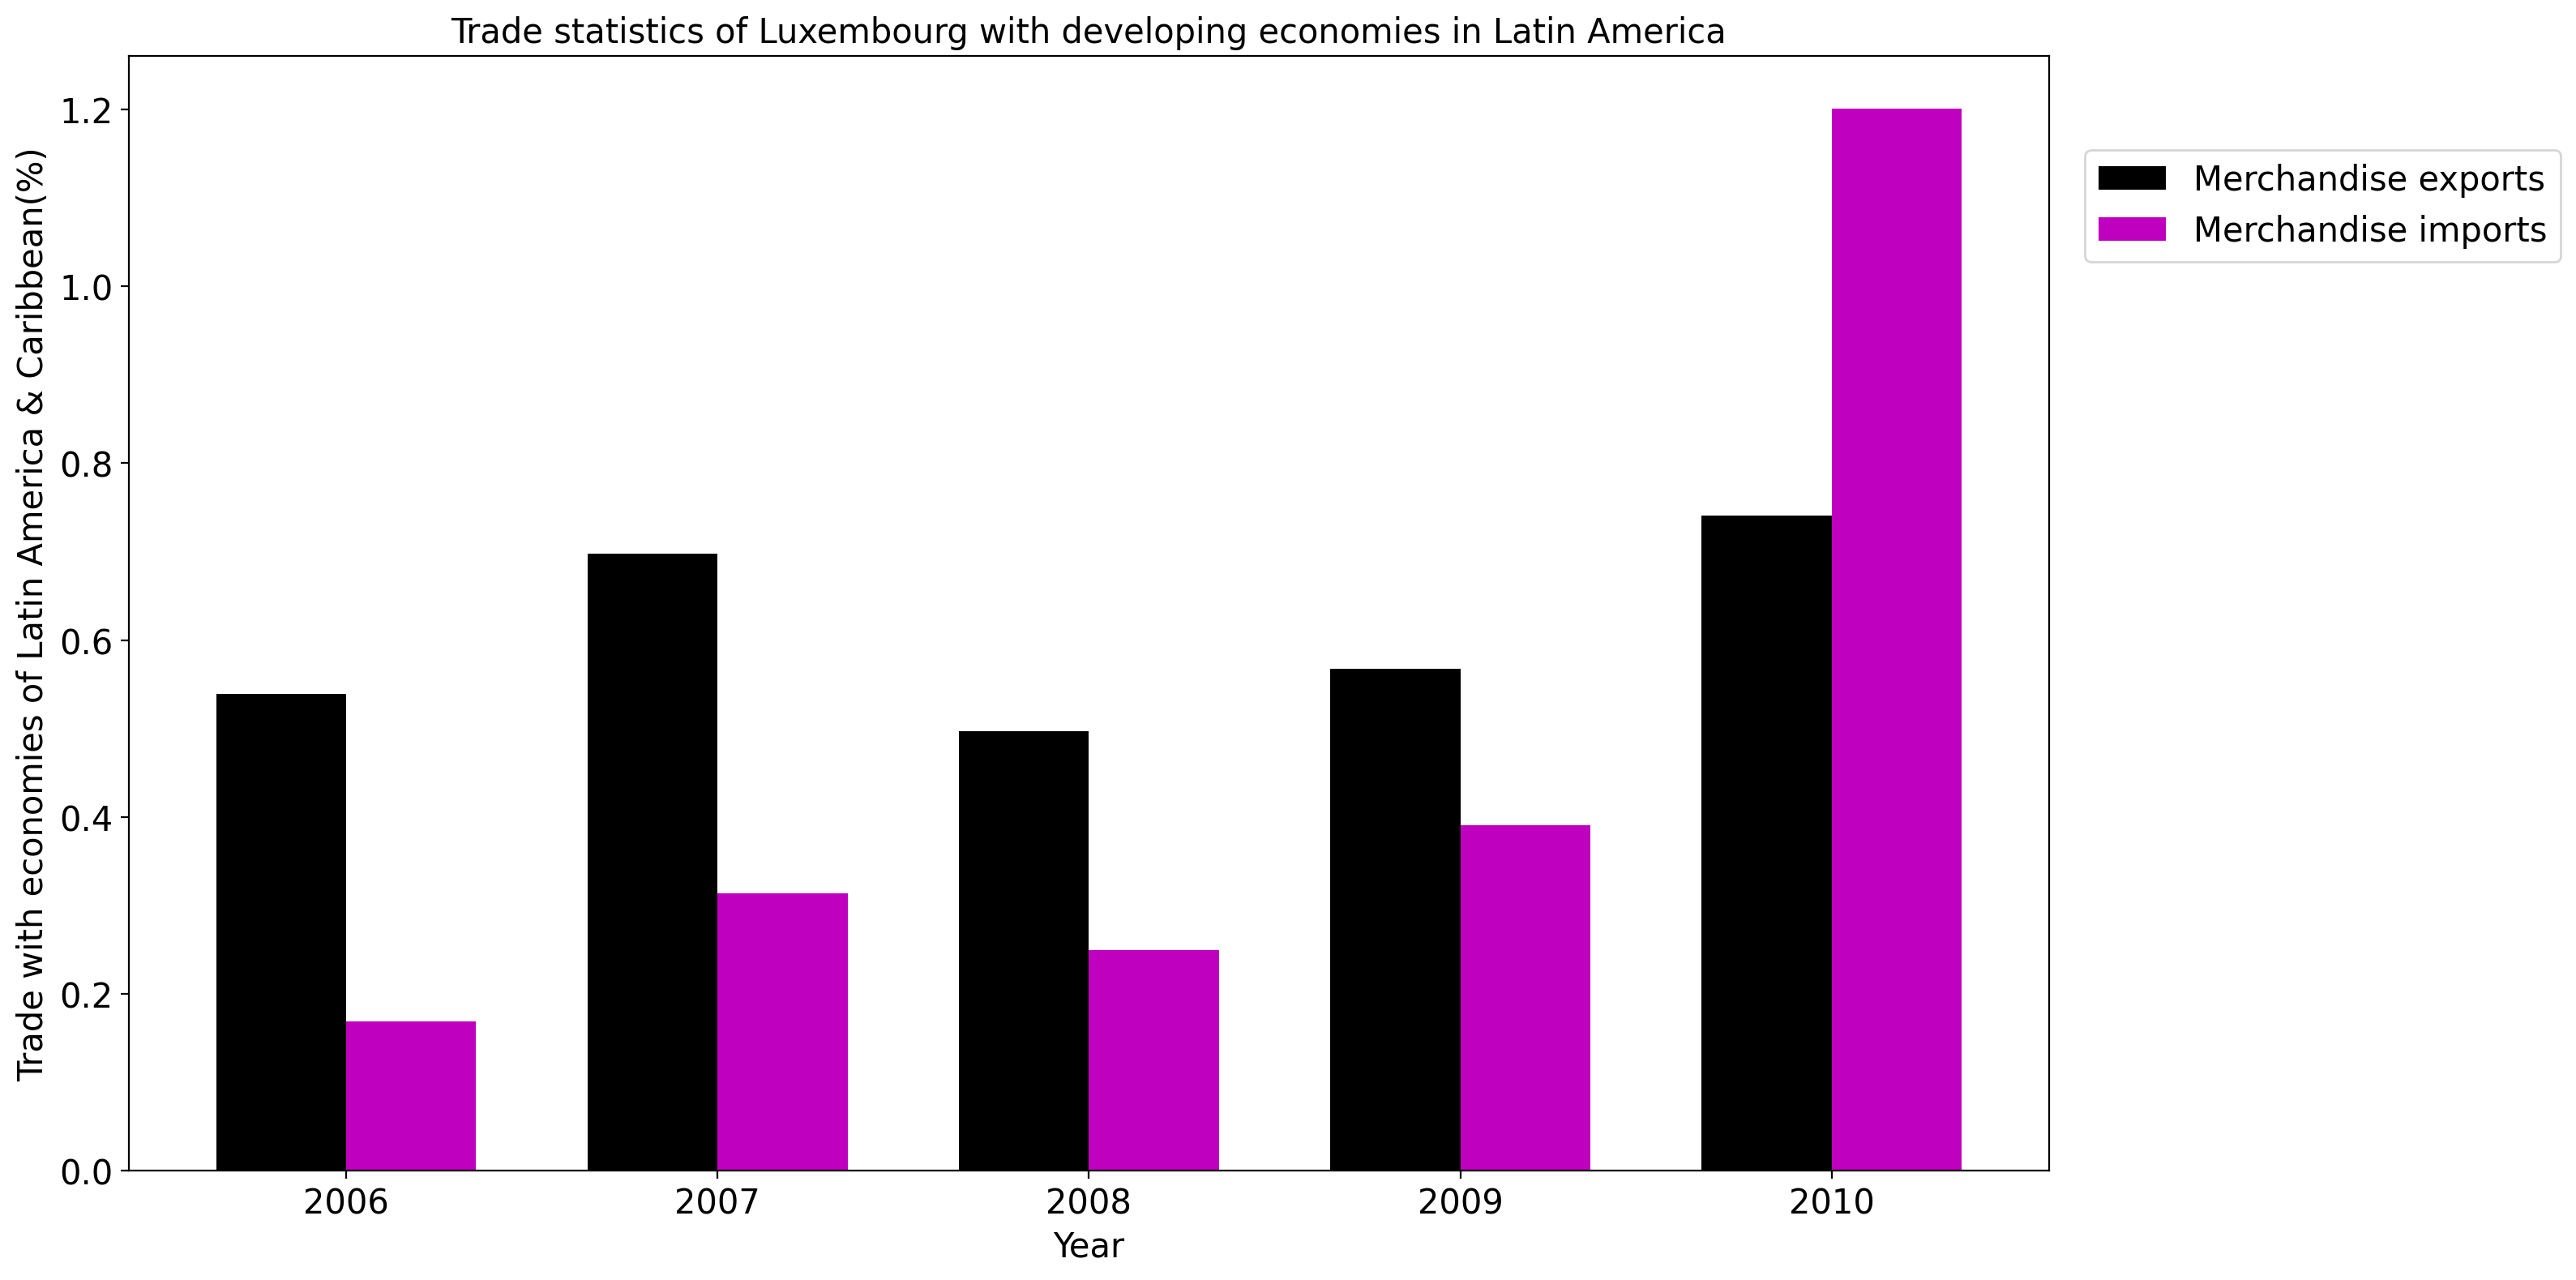 Trade statistics of Luxembourg with developing economies in Latin America
Trade with economies of Latin America & Caribbean(%)
1.2
1.0
0.8
0.6
0.4
0.2
0.0
2006 2007 2008 2009 2010
Year
Merchandise exports
Merchandise imports